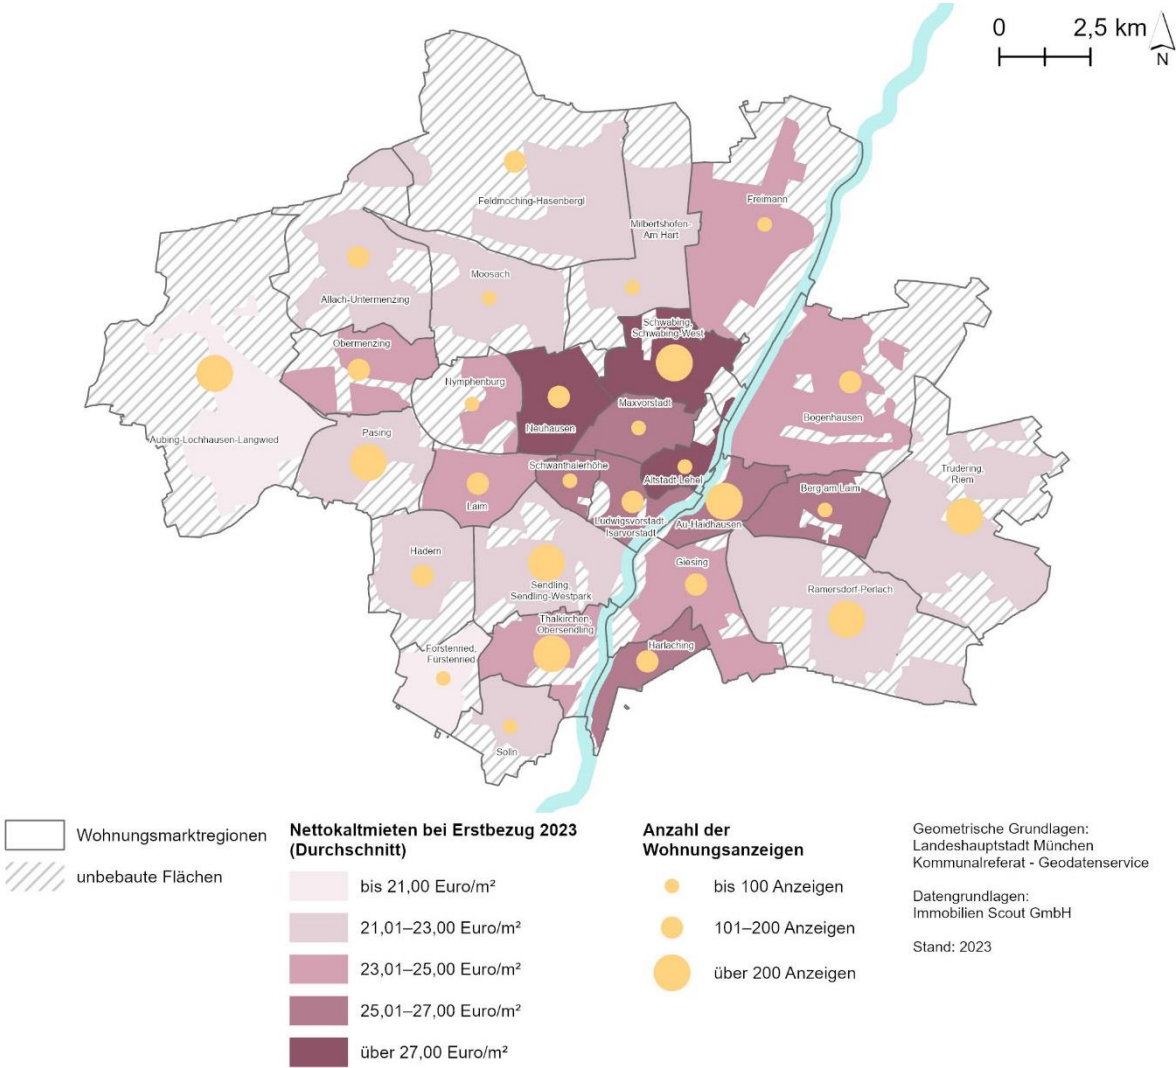 0 2,5 km
N
Feldmoching-Hasenbergl
Freimann
Milbertshofen-
Am Hart
Moosach
Allach-Untermenzing
Schwabing,
Schwabing-West
Obermenzing
Nymphenburg
Maxvorstadt
Neuhausen
Bogenhausen
Aubing-Lochhausen-Langwied
Pasing
Schwanthalerhöhe
Altstadt-Lehel
Trudering,
Riem
Laim
Berg am Laim
Ludwigsvorstadt-
Isarvorstadt
Au-Haidhausen
Hadern
Giesing
Sendling,
Sendling-Westpark
Ramersdorf-Perlach
Thalkirchen,
Obersendling
Harlaching
Forstenried,
Fürstenried
Solln
Wohnungsmarktregionen
unbebaute Flächen
Nettokaltmieten bei Erstbezug 2023
(Durchschnitt)
bis 21,00 Euro/m²
21,01–23,00 Euro/m²
23,01–25,00 Euro/m²
25,01–27,00 Euro/m²
über 27,00 Euro/m²
Anzahl der
Wohnungsanzeigen
bis 100 Anzeigen
101–200 Anzeigen
über 200 Anzeigen
Geometrische Grundlagen:
Landeshauptstadt München
Kommunalreferat - Geodatenservice
Datengrundlagen:
Immobilien Scout GmbH
Stand: 2023